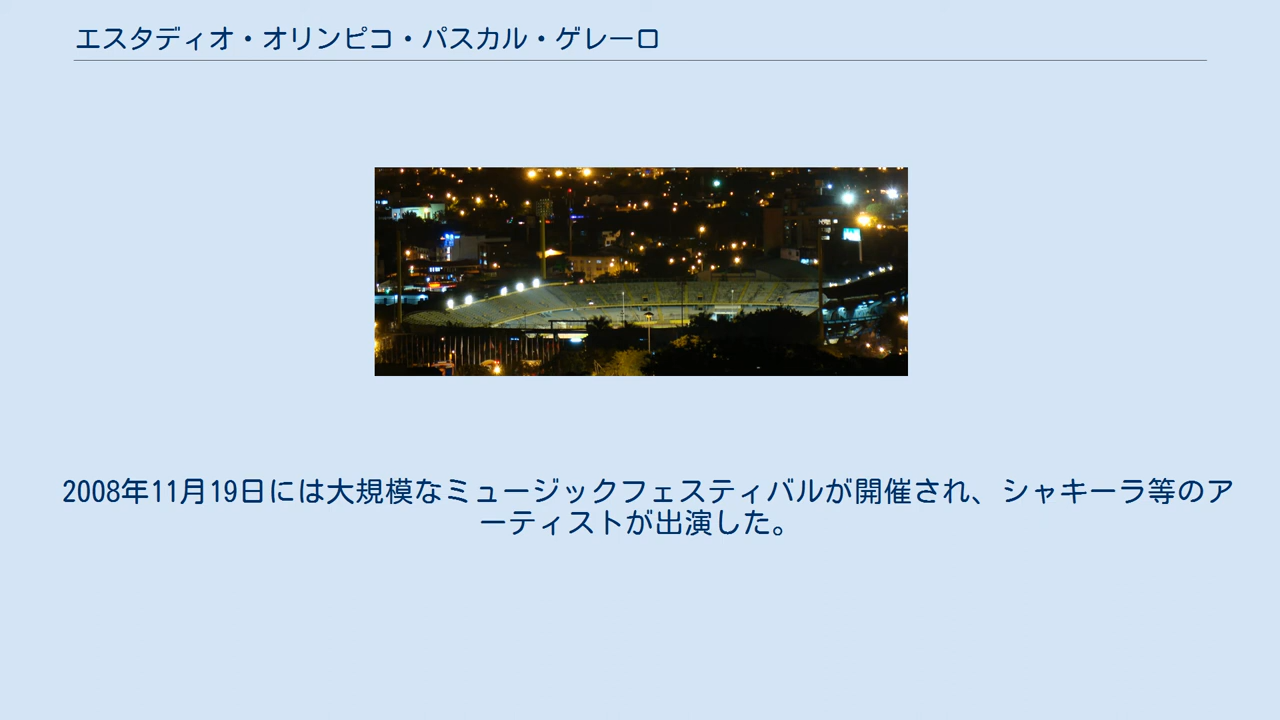 エスタディオ・オリンピコ・パスカル・ゲレーロ
2008年11月19日には大規模なミュージックフェスティバルが開催され、シャキーラ等のア
ーティストが出演した。